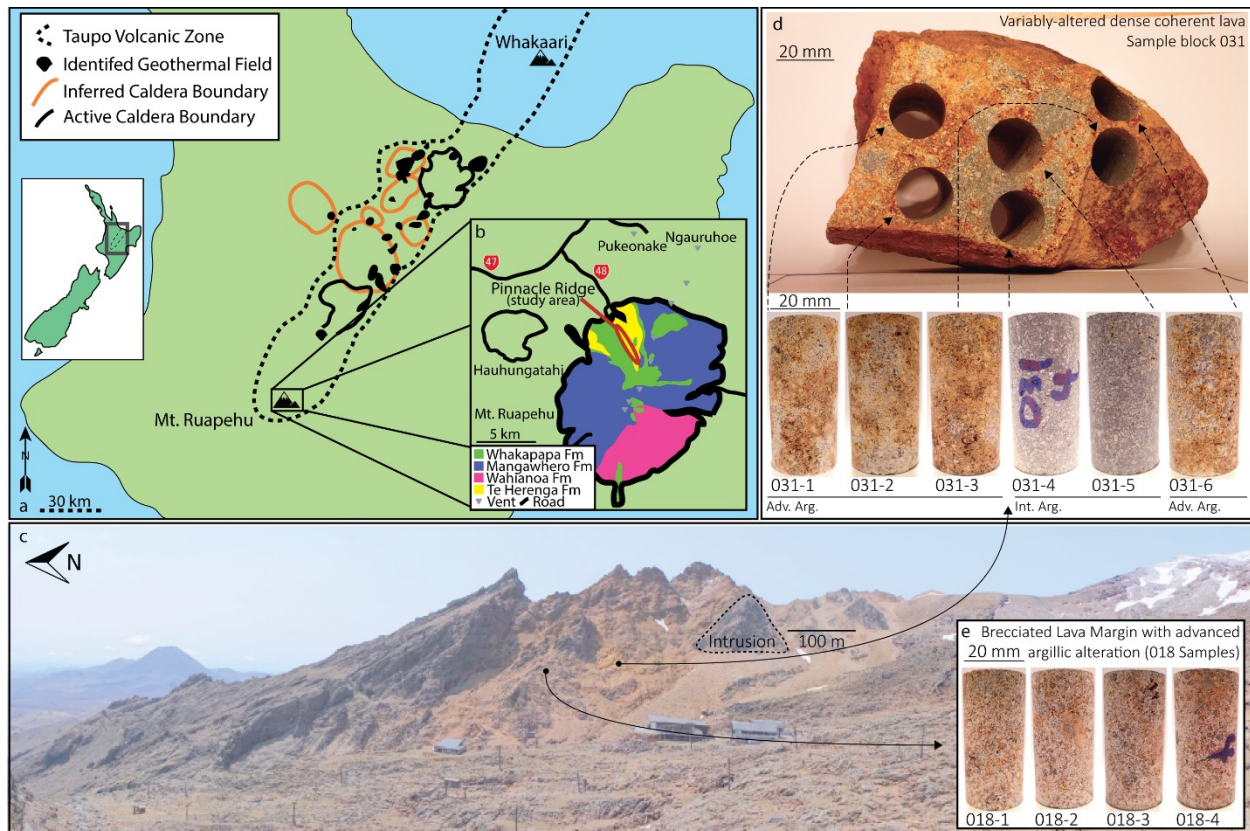 Taupo Volcanic Zone
Identifed Geothermal Field
Inferred Caldera Boundary
Active Caldera Boundary
Whakaari
Mt. Ruapehu
N
a
30 km
b
Pukeonake
Ngauruhoe
47
48
Pinnacle Ridge
(study area)
Hauhungatahi
Mt. Ruapehu
5 km
Whakapapa Fm
Mangawhero Fm
Wahianoa Fm
Te Herenga Fm
Vent
Road
d
Variably-altered dense coherent lava
Sample block 031
20 mm
20 mm
031
031-1
031-2
031-3
031-4
031-5
031-6
Adv. Arg.
Int. Arg.
Adv. Arg.
c
N
Intrusion
100 m
e Brecciated Lava Margin with advanced
20 mm argillic alteration (018 Samples)
018-1
018-2
018-3
018-4